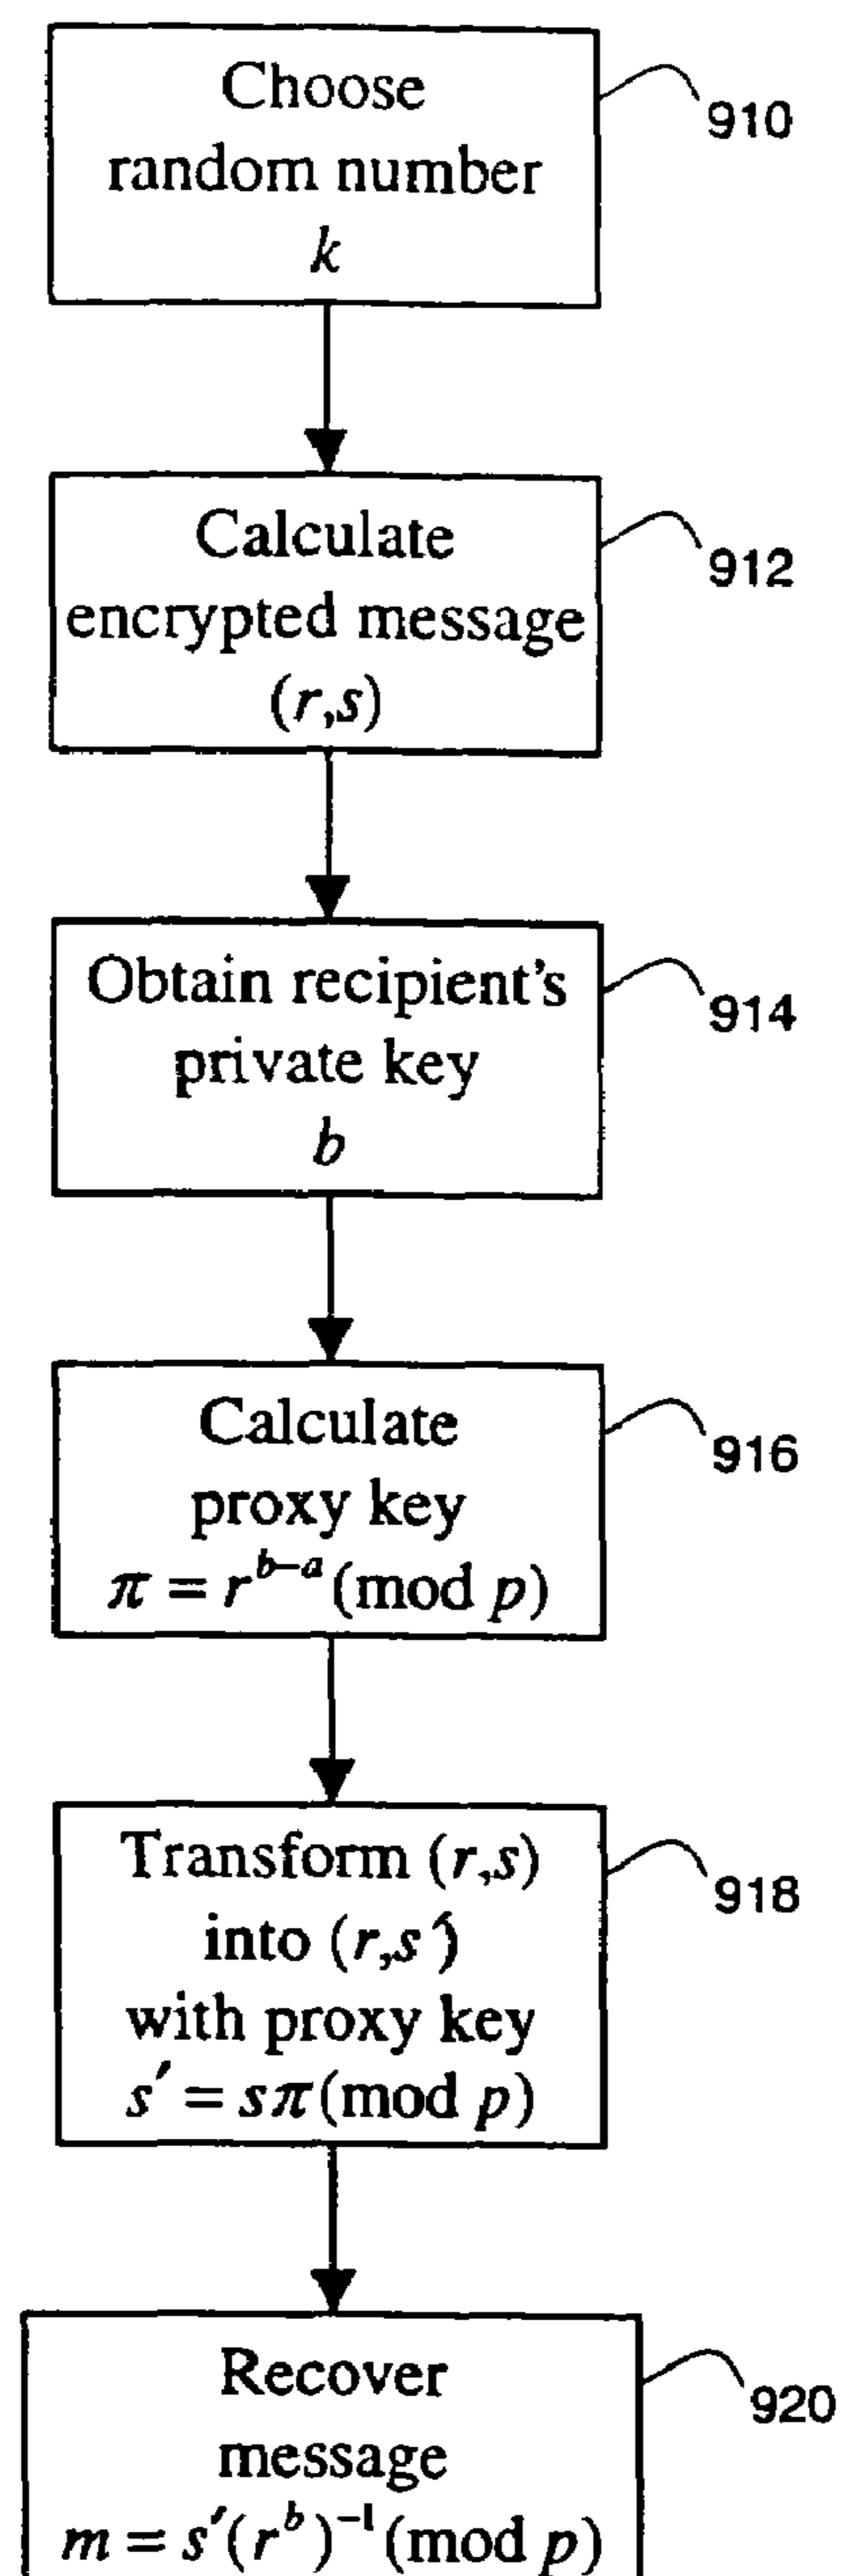 Choose
random number
k
910
Calculate
encrypted message
(r,s)
912
Obtain recipient's
private key
b
914
Calculate
proxy key
π = r^{b−a} (mod p)
916
Transform (r,s)
into (r,s′)
with proxy key
s′ = sπ(mod p)
918
Recover
message
m = s′(r^b)^{−1}(mod p)
920